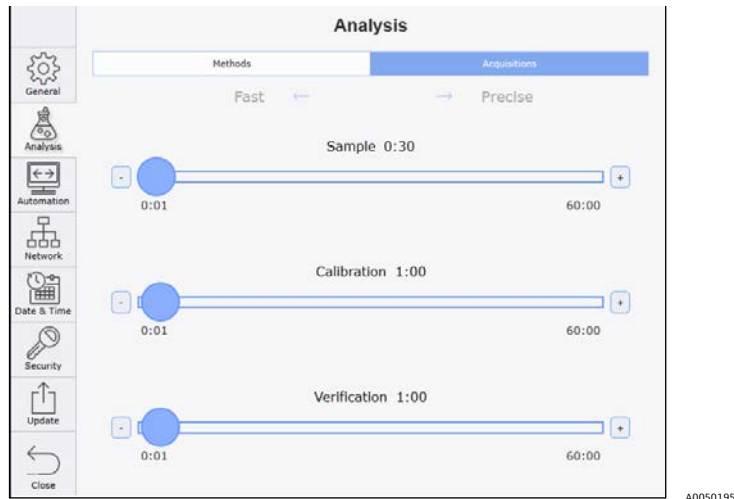 Analysis
Methods
Acquisitions
Fast ← → Precise
Sample 0:30
- +
0:01 60:00
Calibration 1:00
- +
0:01 60:00
Verification 1:00
- +
0:01 60:00
General
Analysis
Automation
Network
Date & Time
Security
Update
Close
A0050195